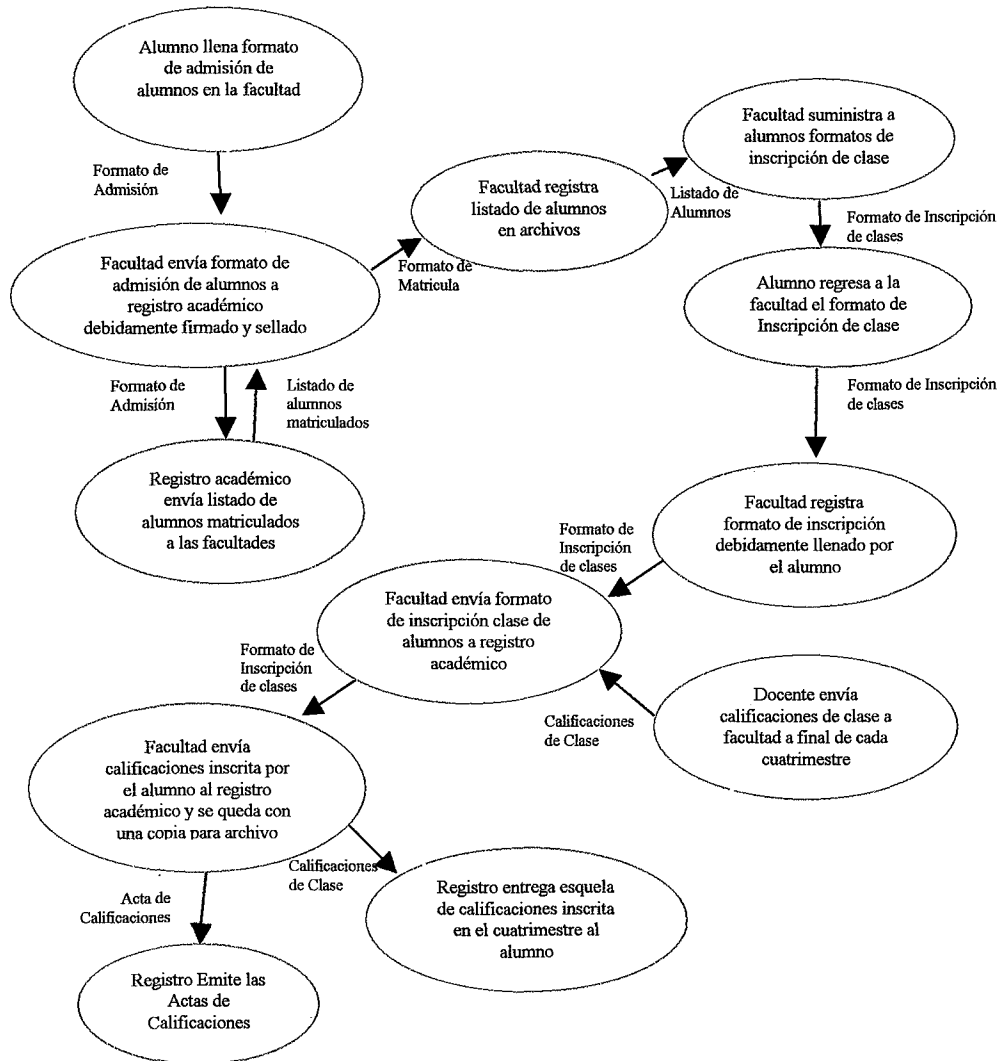 Alumno llena formato
de admisión de
alumnos en la facultad
Formato de
Admisión
Facultad envía formato de
admisión de alumnos a
registro académico
debidamente firmado y sellado
Formato de
Matricula
Facultad registra
listado de alumnos
en archivos
Listado de
Alumnos
Facultad suministra a
alumnos formatos de
inscripción de clase
Formato de Inscripción
de clases
Alumno regresa a la
facultad el formato de
Inscripción de clase
Formato de Inscripción
de clases
Formato de
Admisión
Listado de
alumnos
matriculados
Registro académico
envía listado de
alumnos matriculados
a las facultades
Facultad registra
formato de inscripción
debidamente llenado por
el alumno
Formato de
Inscripción
de clases
Facultad envía formato
de inscripción clase de
alumnos a registro
académico
Formato de
Inscripción
de clases
Calificaciones
de Clase
Docente envía
calificaciones de clase a
facultad a final de cada
cuatrimestre
Facultad envía
calificaciones inscrita por
el alumno al registro
académico y se queda con
una copia para archivo
Calificaciones
de Clase
Acta de
Calificaciones
Registro entrega esquela
de calificaciones inscrita
en el cuatrimestre al
alumno
Registro Emite las
Actas de
Calificaciones